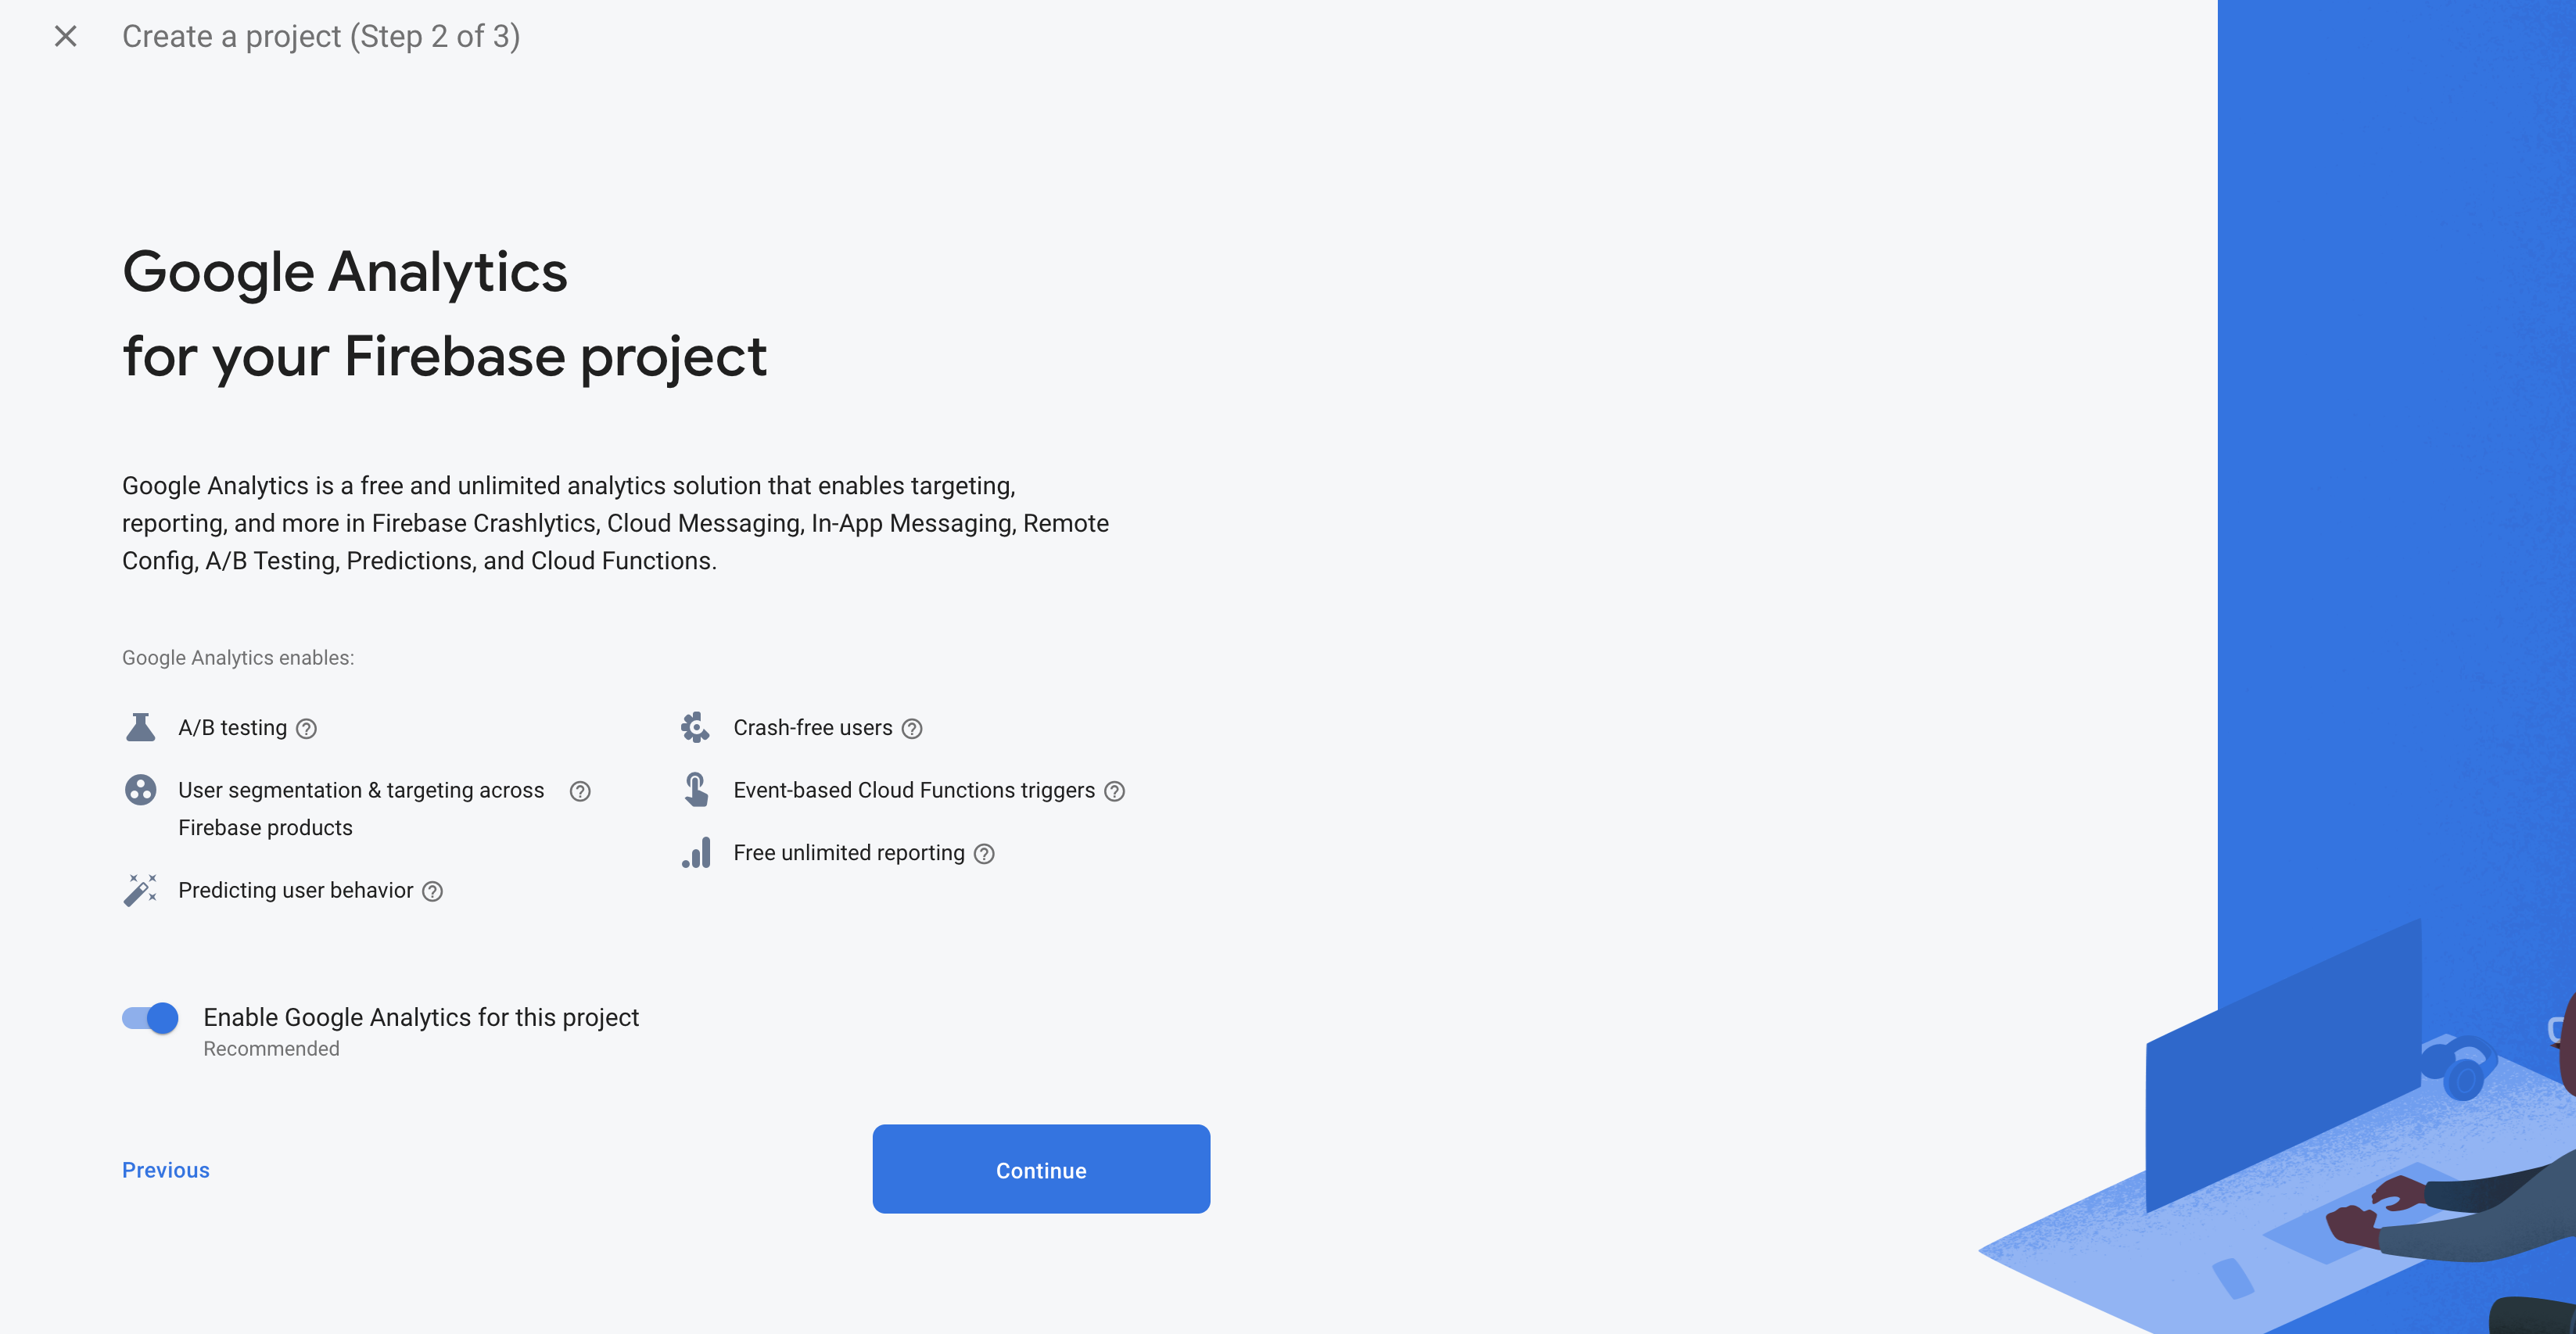 Create a project (Step 2 of 3)
Google Analytics
for your Firebase project
Google Analytics is a free and unlimited analytics solution that enables targeting,
reporting, and more in Firebase Crashlytics, Cloud Messaging, In-App Messaging, Remote
Config, A/B Testing, Predictions, and Cloud Functions.
Google Analytics enables:
A/B testing
User segmentation & targeting across
Firebase products
Predicting user behavior
Crash-free users
Event-based Cloud Functions triggers
Free unlimited reporting
Enable Google Analytics for this project
Recommended
Previous
Continue